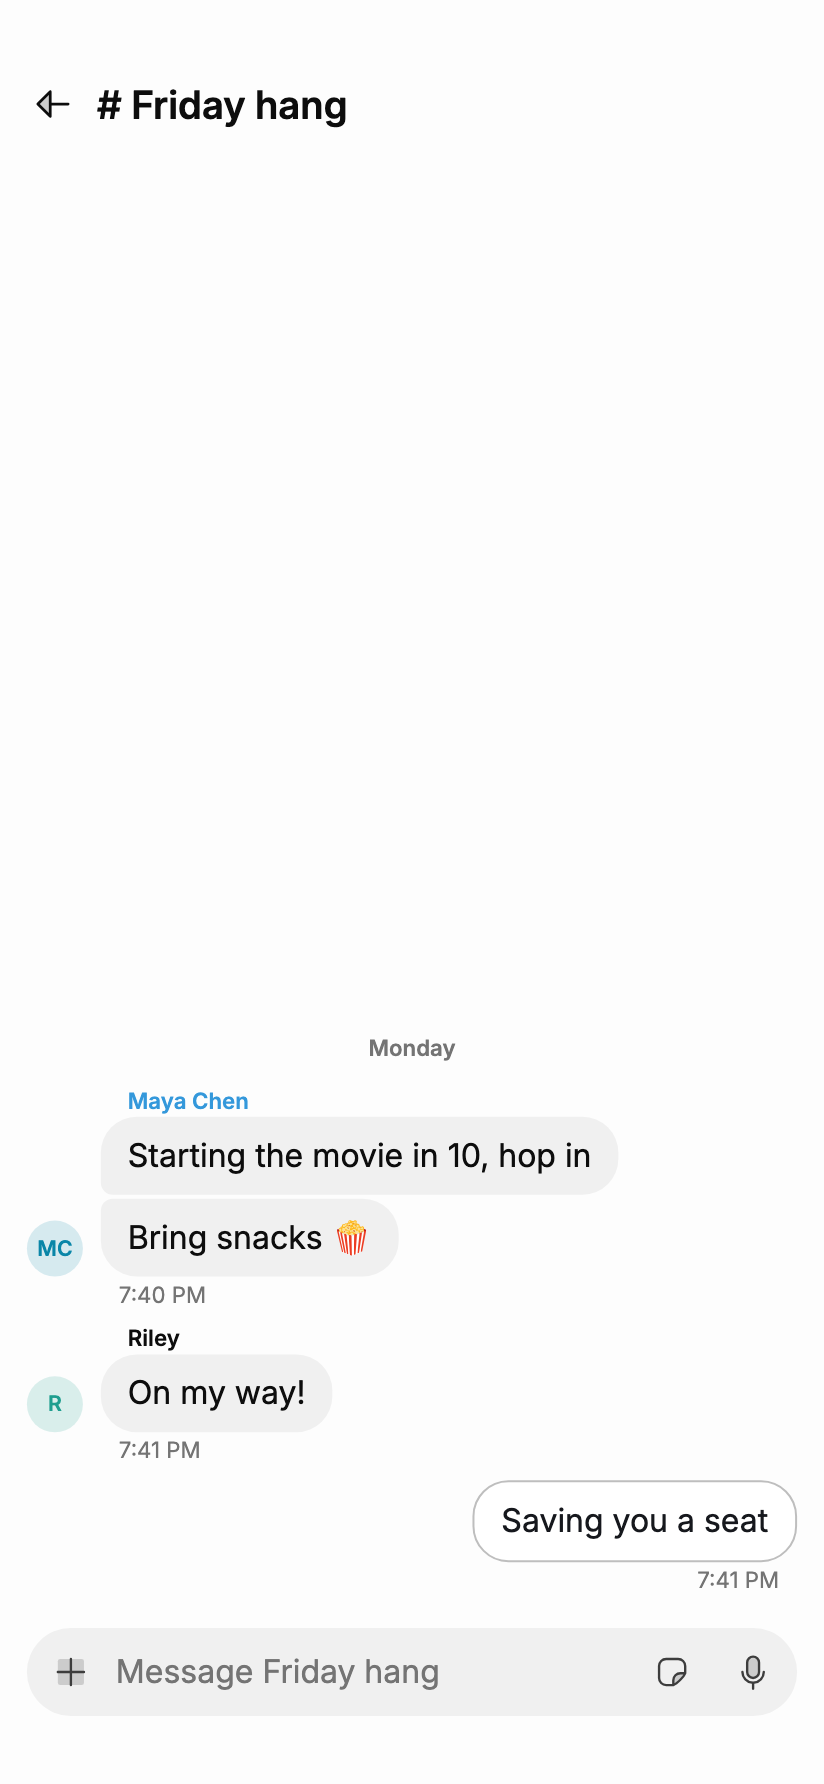 # Friday hang
Monday
Maya Chen
Starting the movie in 10, hop in
Bring snacks 🍿
MC
7:40 PM
Riley
On my way!
R
7:41 PM
Saving you a seat
7:41 PM
Message Friday hang